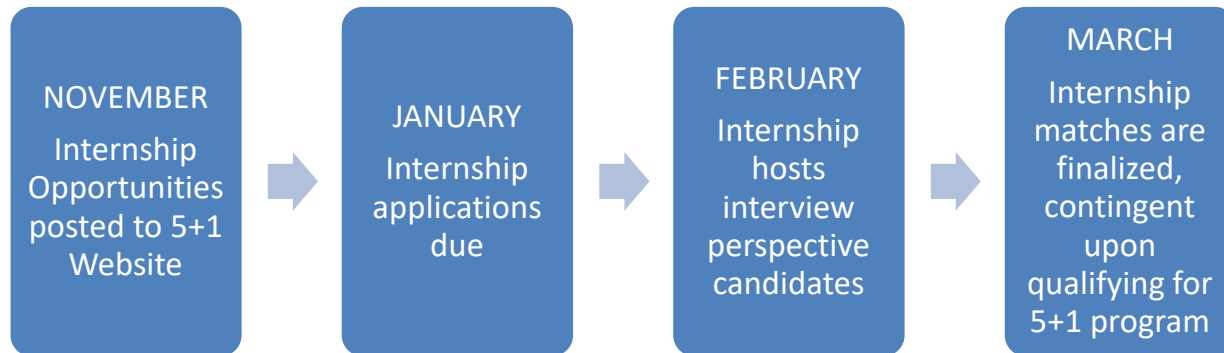 NOVEMBER
Internship
Opportunities
posted to 5+1
Website
JANUARY
Internship
applications
due
FEBRUARY
Internship
hosts
interview
perspective
candidates
MARCH
Internship
matches are
finalized,
contingent
upon
qualifying for
5+1 program